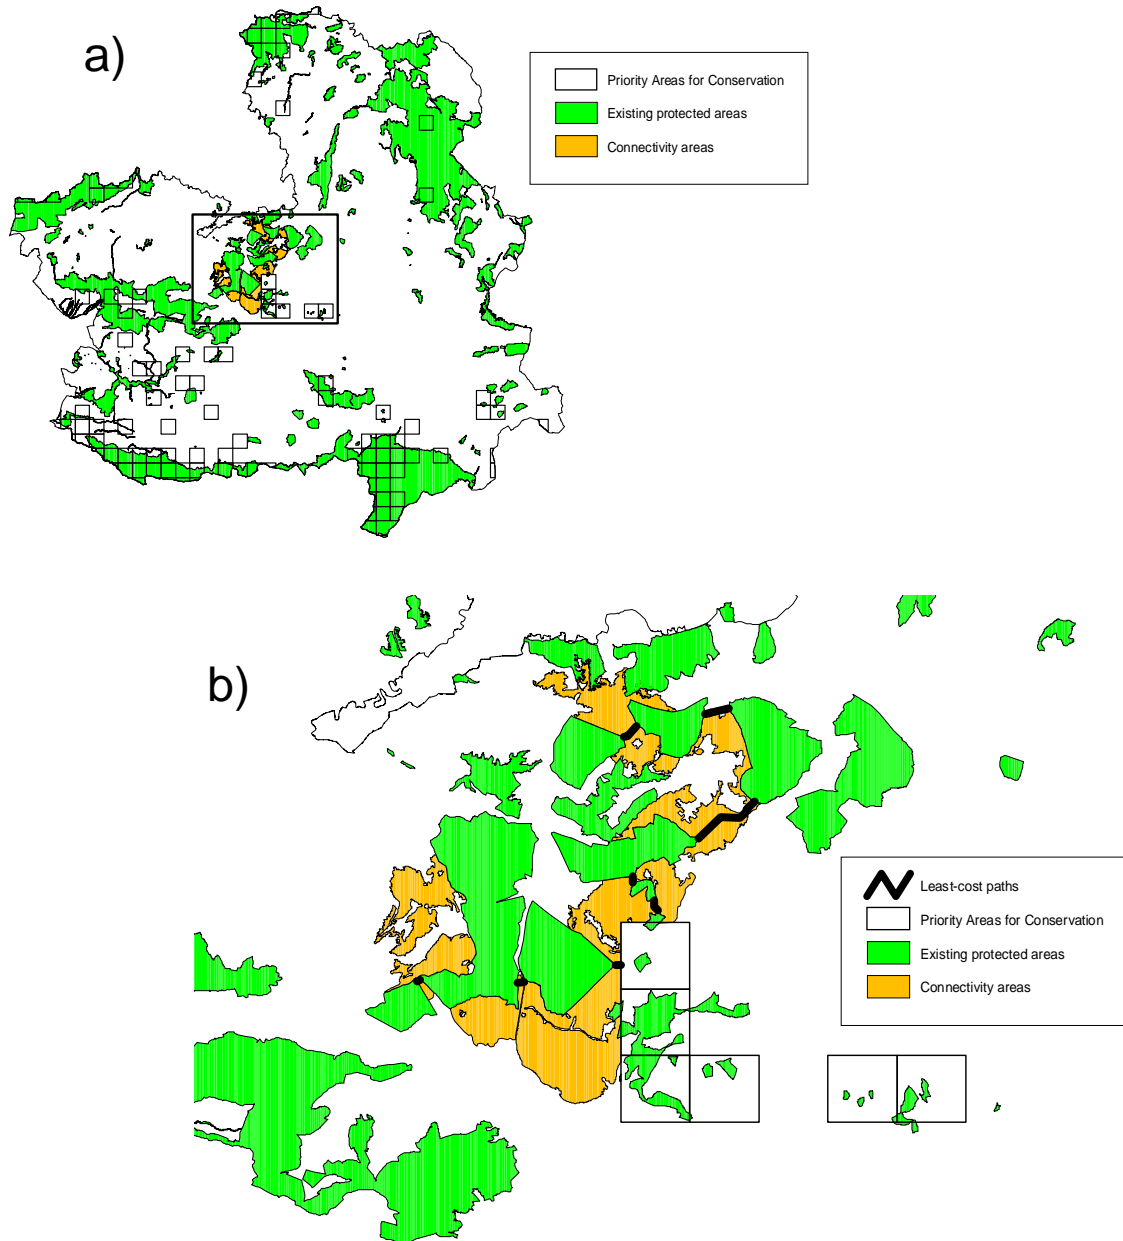 a)
Priority Areas for Conservation
Existing protected areas
Connectivity areas
b)
Least-cost paths
Priority Areas for Conservation
Existing protected areas
Connectivity areas